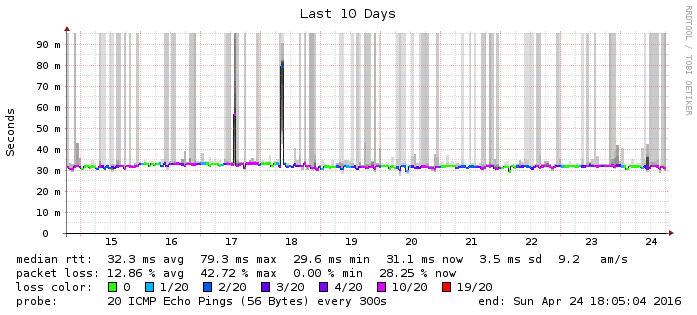 Last 10 Days
RRDTOOL / TOBI OETIKER
Seconds
90 m
80 m
70 m
60 m
50 m
40 m
30 m
20 m
10 m
0
15 16 17 18 19 20 21 22 23 24
median rtt: 32.3 ms avg 79.3 ms max 29.6 ms min 31.1 ms now 3.5 ms sd 9.2 am/s
packet loss: 12.86 % avg 42.72 % max 0.00 % min 28.25 % now
loss color: 0 1/20 2/20 3/20 4/20 10/20 19/20
probe: 20 ICMP Echo Pings (56 Bytes) every 300s end: Sun Apr 24 18:05:04 2016